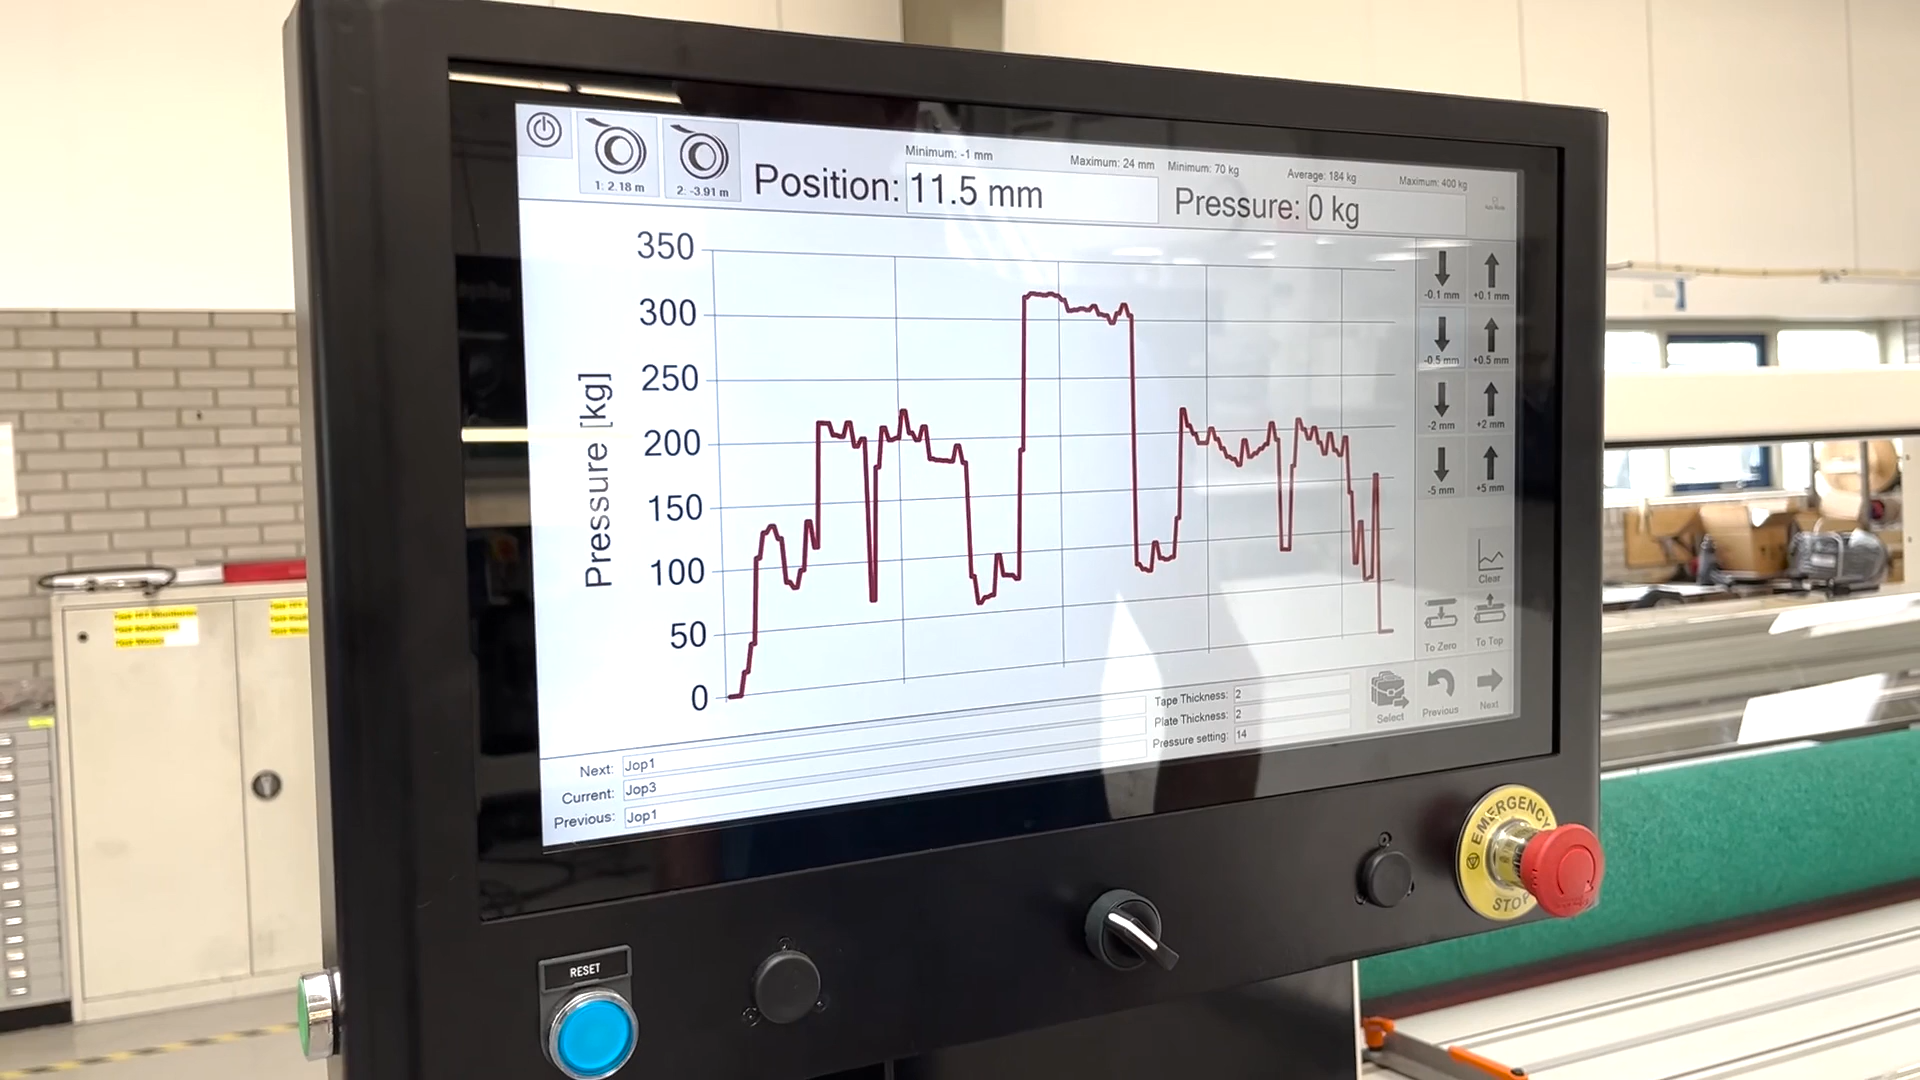 Minimum: -1 mm
Maximum: 24 mm
Minimum: 70 kg
Average: 184 kg
Maximum: 400 kg
1: 2.18 m
2: -3.91 m
Position: 11.5 mm
Pressure: 0 kg
350
300
250
200
150
100
50
0
Pressure [kg]
-0.1 mm
+0.1 mm
-0.5 mm
+0.5 mm
-2 mm
+2 mm
-5 mm
+5 mm
Clear
To Zero
To Top
Select
Previous
Next
Tape Thickness: 2
Plate Thickness: 2
Pressure setting: 14
Next: Jop1
Current: Jop3
Previous: Jop1
RESET
EMERGENCY
STOP